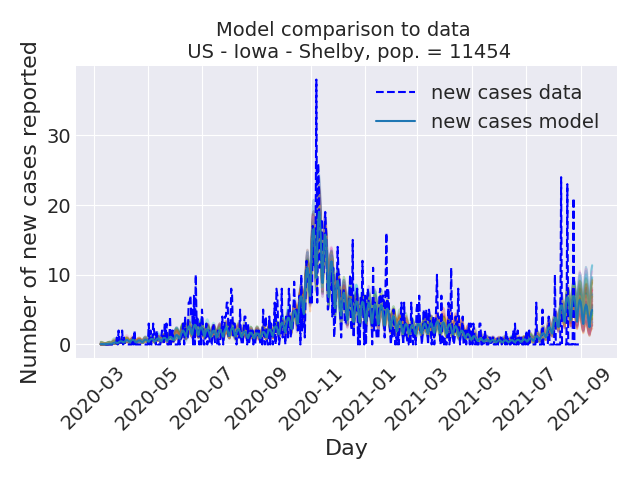 Model comparison to data
US - Iowa - Shelby, pop. = 11454
Number of new cases reported
new cases data
new cases model
30
20
10
0
2020-03
2020-05
2020-07
2020-09
2020-11
2021-01
2021-03
2021-05
2021-07
2021-09
Day